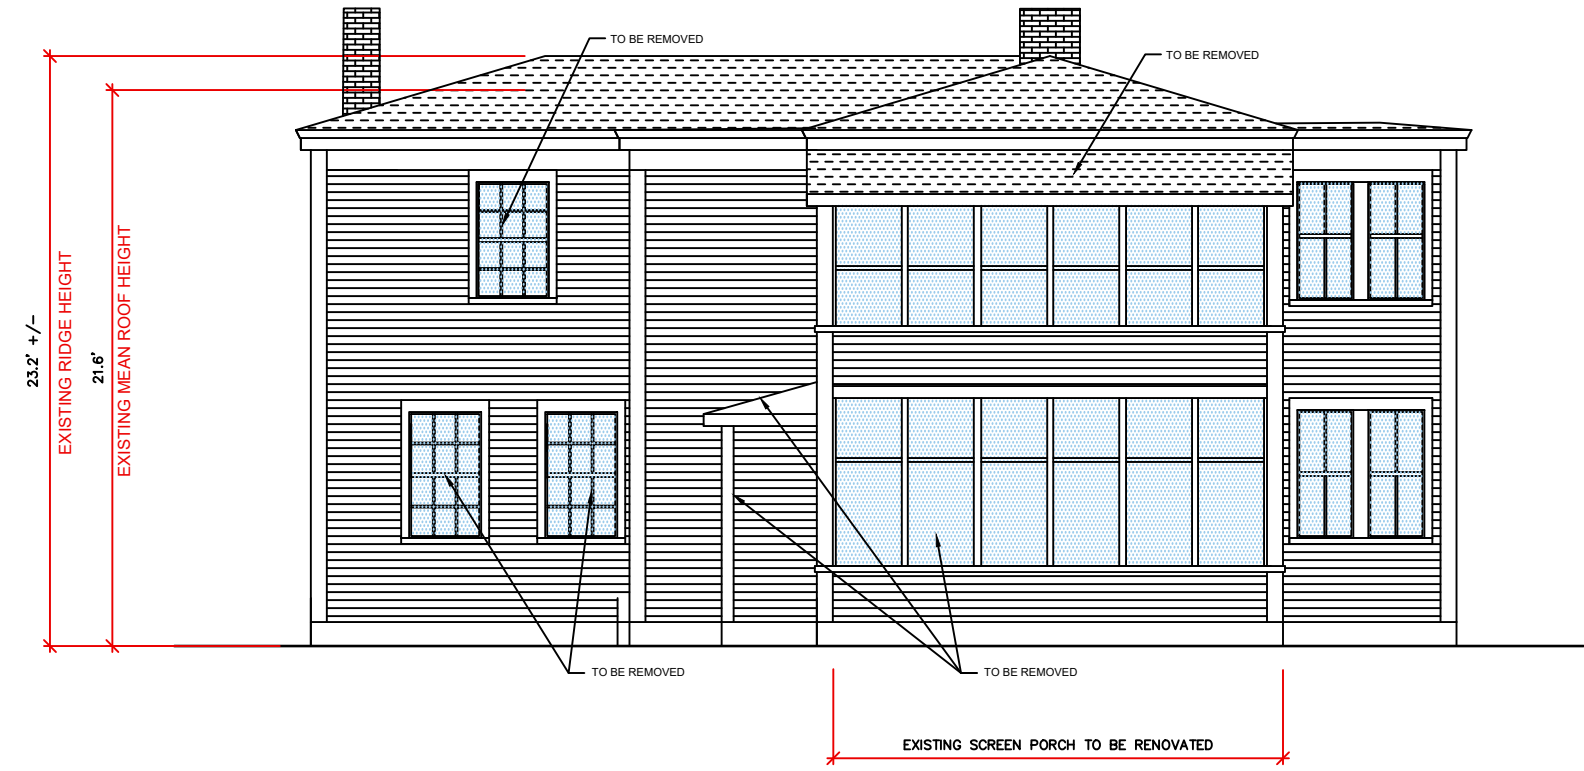 TO BE REMOVED
TO BE REMOVED
23.2' +/-
EXISTING RIDGE HEIGHT
21.6'
EXISTING MEAN ROOF HEIGHT
TO BE REMOVED
TO BE REMOVED
EXISTING SCREEN PORCH TO BE RENOVATED